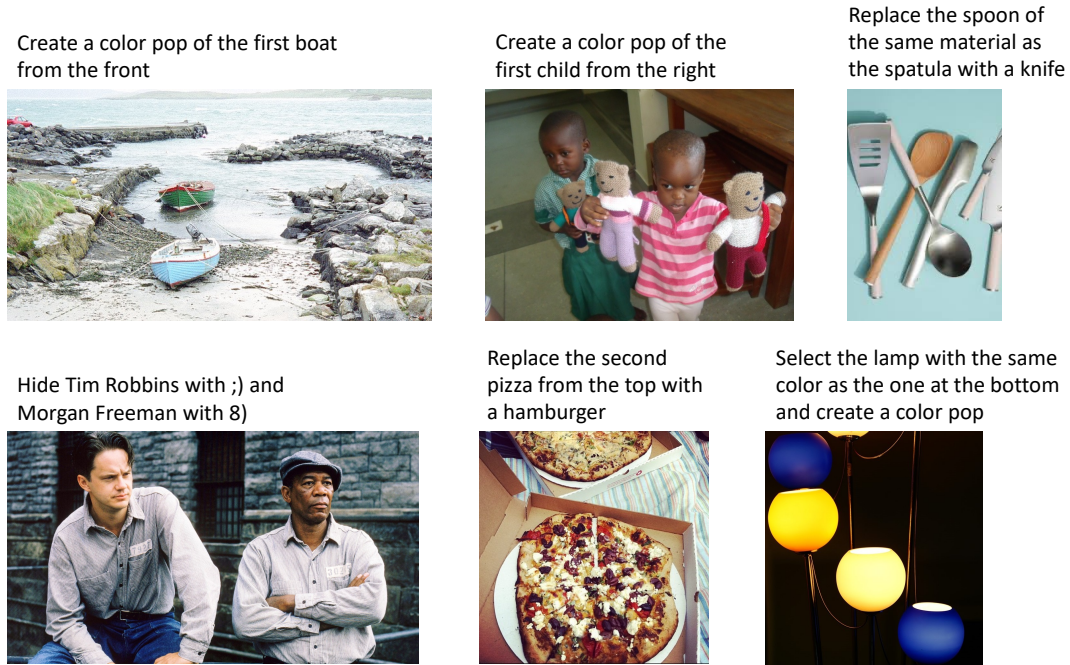 Create a color pop of the first boat
from the front
Create a color pop of the
first child from the right
Replace the spoon of
the same material as
the spatula with a knife
Hide Tim Robbins with ;) and
Morgan Freeman with 8)
Replace the second
pizza from the top with
a hamburger
Select the lamp with the same
color as the one at the bottom
and create a color pop